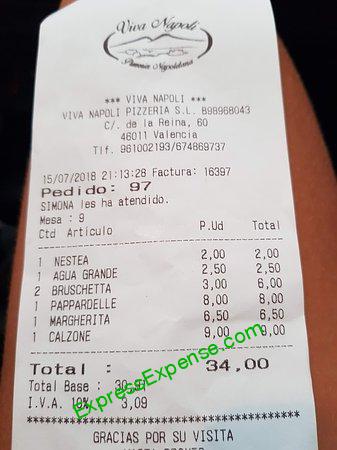 Viva Napoli
Pizzeria Napoletana
*** VIVA NAPOLI ***
VIVA NAPOLI PIZZERIA S.L. B98968043
C/. de la Reina, 60
46011 Valencia
Tlf. 961002193/674869737
15/07/2018 21:13:28 Factura: 16397
Pedido: 97
SIMONA les ha atendido.
Mesa : 9
Ctd Artículo P.Ud Total
1 NESTEA 2,00 2,00
1 AGUA GRANDE 2,50 2,50
2 BRUSCHETTA 3,00 6,00
1 PAPPARDELLE 8,00 8,00
1 MARGHERITA 6,50 6,50
1 CALZONE 9,00 9,00
Total : 34,00
Total Base :
I.V.A. 10% 3,09
ExpressExpense.com
GRACIAS POR SU VISITA